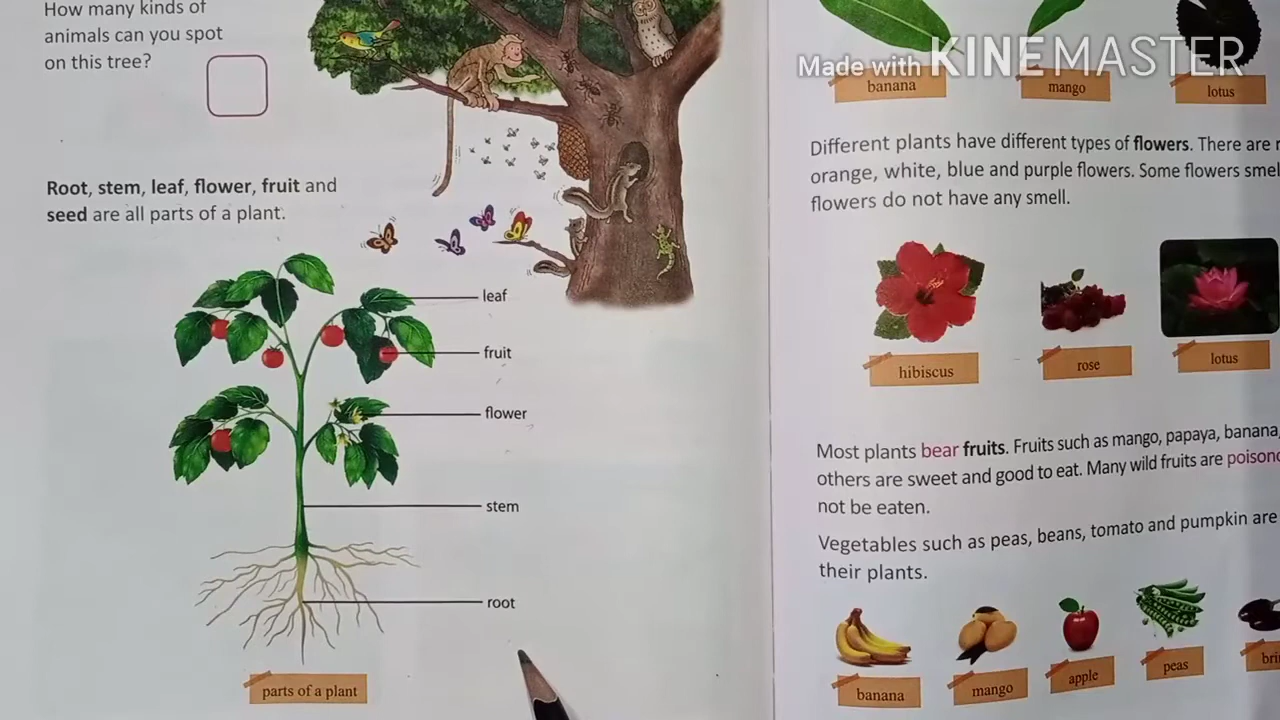 How many kinds of
animals can you spot
on this tree?
Root, stem, leaf, flower, fruit and
seed are all parts of a plant.
leaf
fruit
flower
stem
root
parts of a plant
Made with KINEMASTER
banana
mango
lotus
Different plants have different types of flowers. There are
orange, white, blue and purple flowers. Some flowers
flowers do not have any smell.
hibiscus
rose
lotus
Most plants bear fruits. Fruits such as mango, papaya, banana,
others are sweet and good to eat. Many wild fruits are
not be eaten.
Vegetables such as peas, beans, tomato and pumpkin are
their plants.
banana
mango
apple
peas